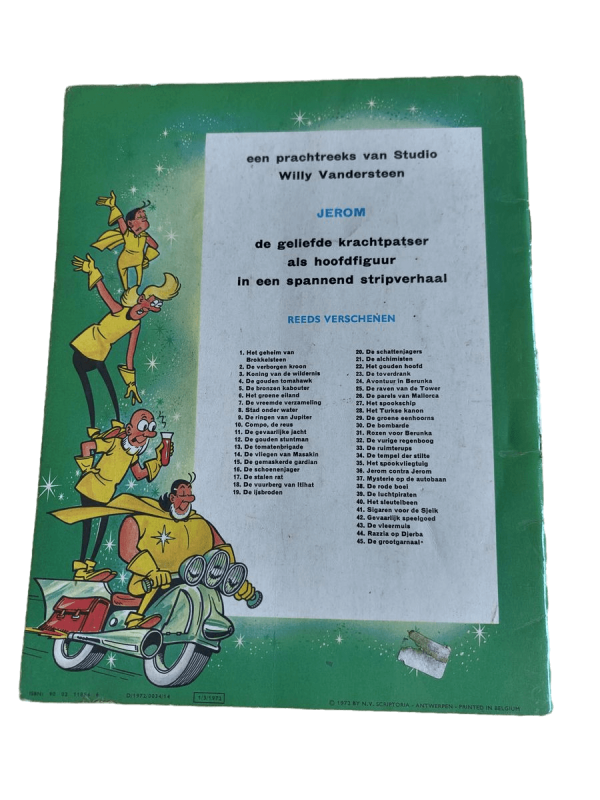 een prachtreeks van Studio
Willy Vandersteen
JEROM
de geliefde krachtpatser
als hoofdfiguur
in een spannend stripverhaal
REEDS VERSCHENEN
1. Het geheim van
Brokkelsteen
2. De verborgen kroon
3. Koning van de wildernis
4. De gouden tomahawk
5. De bronzen kabouter
6. Het groene eiland
7. De vreemde verzameling
8. Stad onder water
9. De ringen van Jupiter
10. Compo, de reus
11. De gevaarlijke jacht
12. De gouden stuntman
13. De tomatenbrigade
14. De vliegen van Masakin
15. De gemaskerde gardian
16. De schoenenjager
17. De stalen rat
18. De vuurberg van Itihat
19. De ijsbroden
20. De schattenjagers
21. De alchimisten
22. Het gouden hoofd
23. De toverdrank
24. Avontuur in Berunka
25. De raven van de Tower
26. De parels van Mallorca
27. Het spookschip
28. Het Turkse kanon
29. De groene eenhoorns
30. De bombarde
31. Rozen voor Berunka
32. De vurige regenboog
33. De ruimterups
34. De tempel der stilte
35. Het spookvliegtuig
36. Jerom contra Jerom
37. Mysterie op de autobaan
38. De rode boei
39. De luchtpiraten
40. Het sleutelbeen
41. Sigaren voor de Sjeik
42. Gevaarlijk speelgoed
43. De vleermuis
44. Razzia op Djerba
45. De grootgarnaal
© 1973 BY N.V. SCRIPTORIA - ANTWERPEN - PRINTED IN BELGIUM